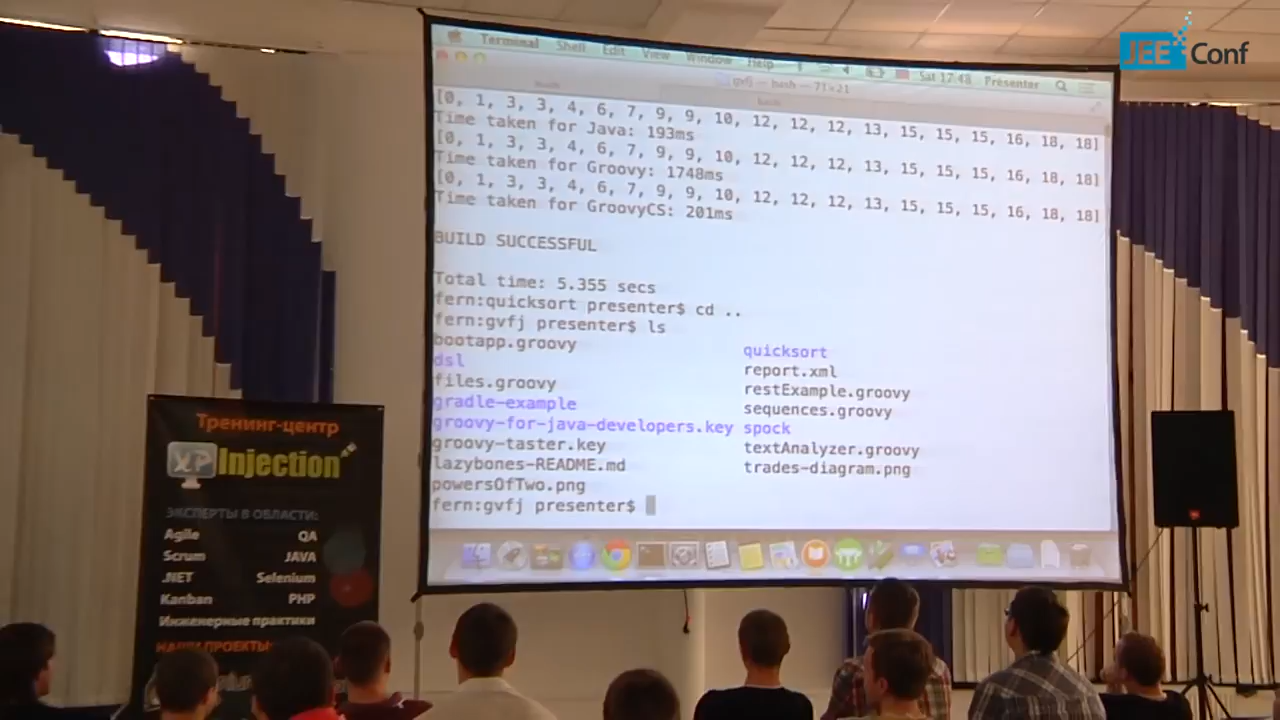 JEE Conf
Terminal Shell Edit View Window Help Sat 17:48 Presenter
gvfj — bash — 71×21
bash
[0, 1, 3, 3, 4, 6, 7, 9, 9, 10, 12, 12, 12, 13, 15, 15, 15, 16, 18, 18]
Time taken for Java: 193ms
[0, 1, 3, 3, 4, 6, 7, 9, 9, 10, 12, 12, 12, 13, 15, 15, 15, 16, 18, 18]
Time taken for Groovy: 1748ms
[0, 1, 3, 3, 4, 6, 7, 9, 9, 10, 12, 12, 12, 13, 15, 15, 15, 16, 18, 18]
Time taken for GroovyCS: 201ms
BUILD SUCCESSFUL
Total time: 5.355 secs
fern:quicksort presenter$ cd ..
fern:gvfj presenter$ ls
bootapp.groovy quicksort
dsl report.xml
files.groovy restExample.groovy
gradle-example sequences.groovy
groovy-for-java-developers.key spock
groovy-taster.key textAnalyzer.groovy
lazybones-README.md trades-diagram.png
powersOfTwo.png
fern:gvfj presenter$
Тренинг-центр
XP Injection
ЭКСПЕРТЫ В ОБЛАСТИ:
Agile QA
Scrum JAVA
.NET Selenium
Kanban PHP
Инженерные практики
НАШИ ПРОЕКТЫ: